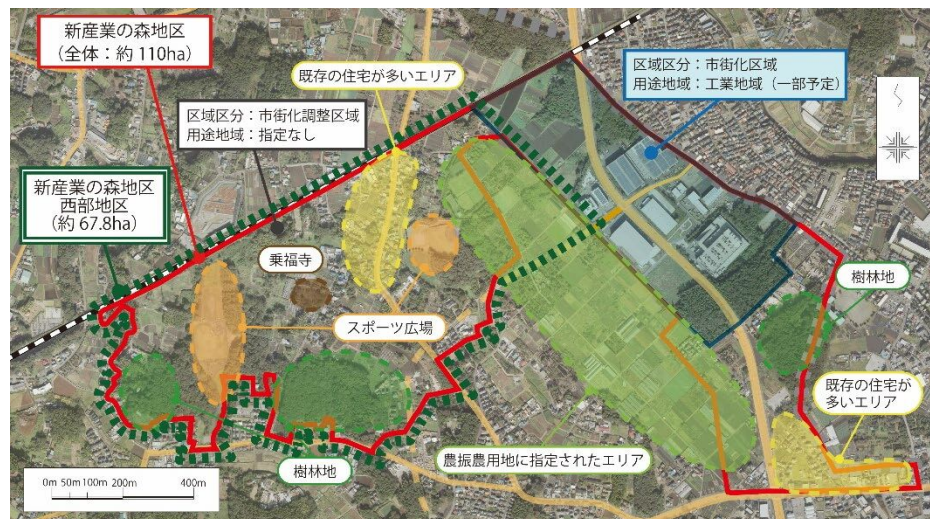 新産業の森地区
（全体：約 110ha）
既存の住宅が多いエリア
区域区分：市街化区域
用途地域：工業地域（一部予定）
区域区分：市街化調整区域
用途地域：指定なし
新産業の森地区
西部地区
（約 67.8ha）
乗福寺
スポーツ広場
樹林地
既存の住宅が
多いエリア
農振農用地に指定されたエリア
樹林地
0m 50m 100m 200m 400m